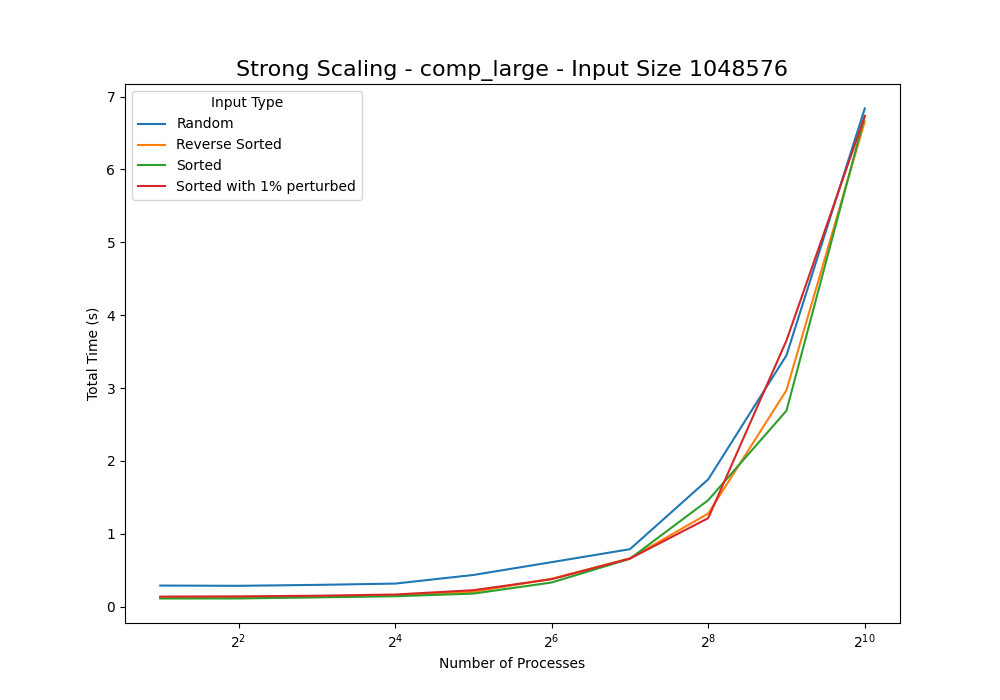 Strong Scaling - comp_large - Input Size 1048576
7
6
5
4
3
2
1
0
Total Time (s)
Input Type
Random
Reverse Sorted
Sorted
Sorted with 1% perturbed
2^2 2^4 2^6 2^8 2^10
Number of Processes